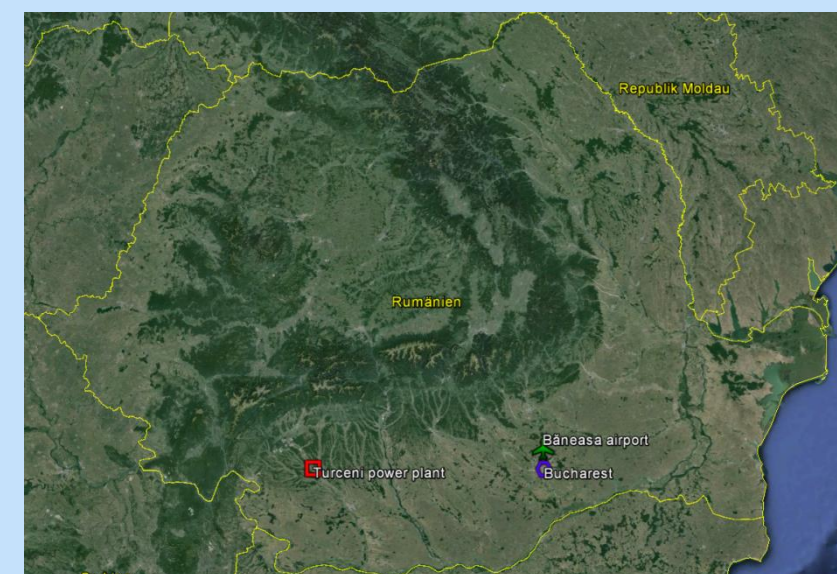 Republik Moldau
Rumänien
Băneasa airport
Turceni power plant
Bucharest